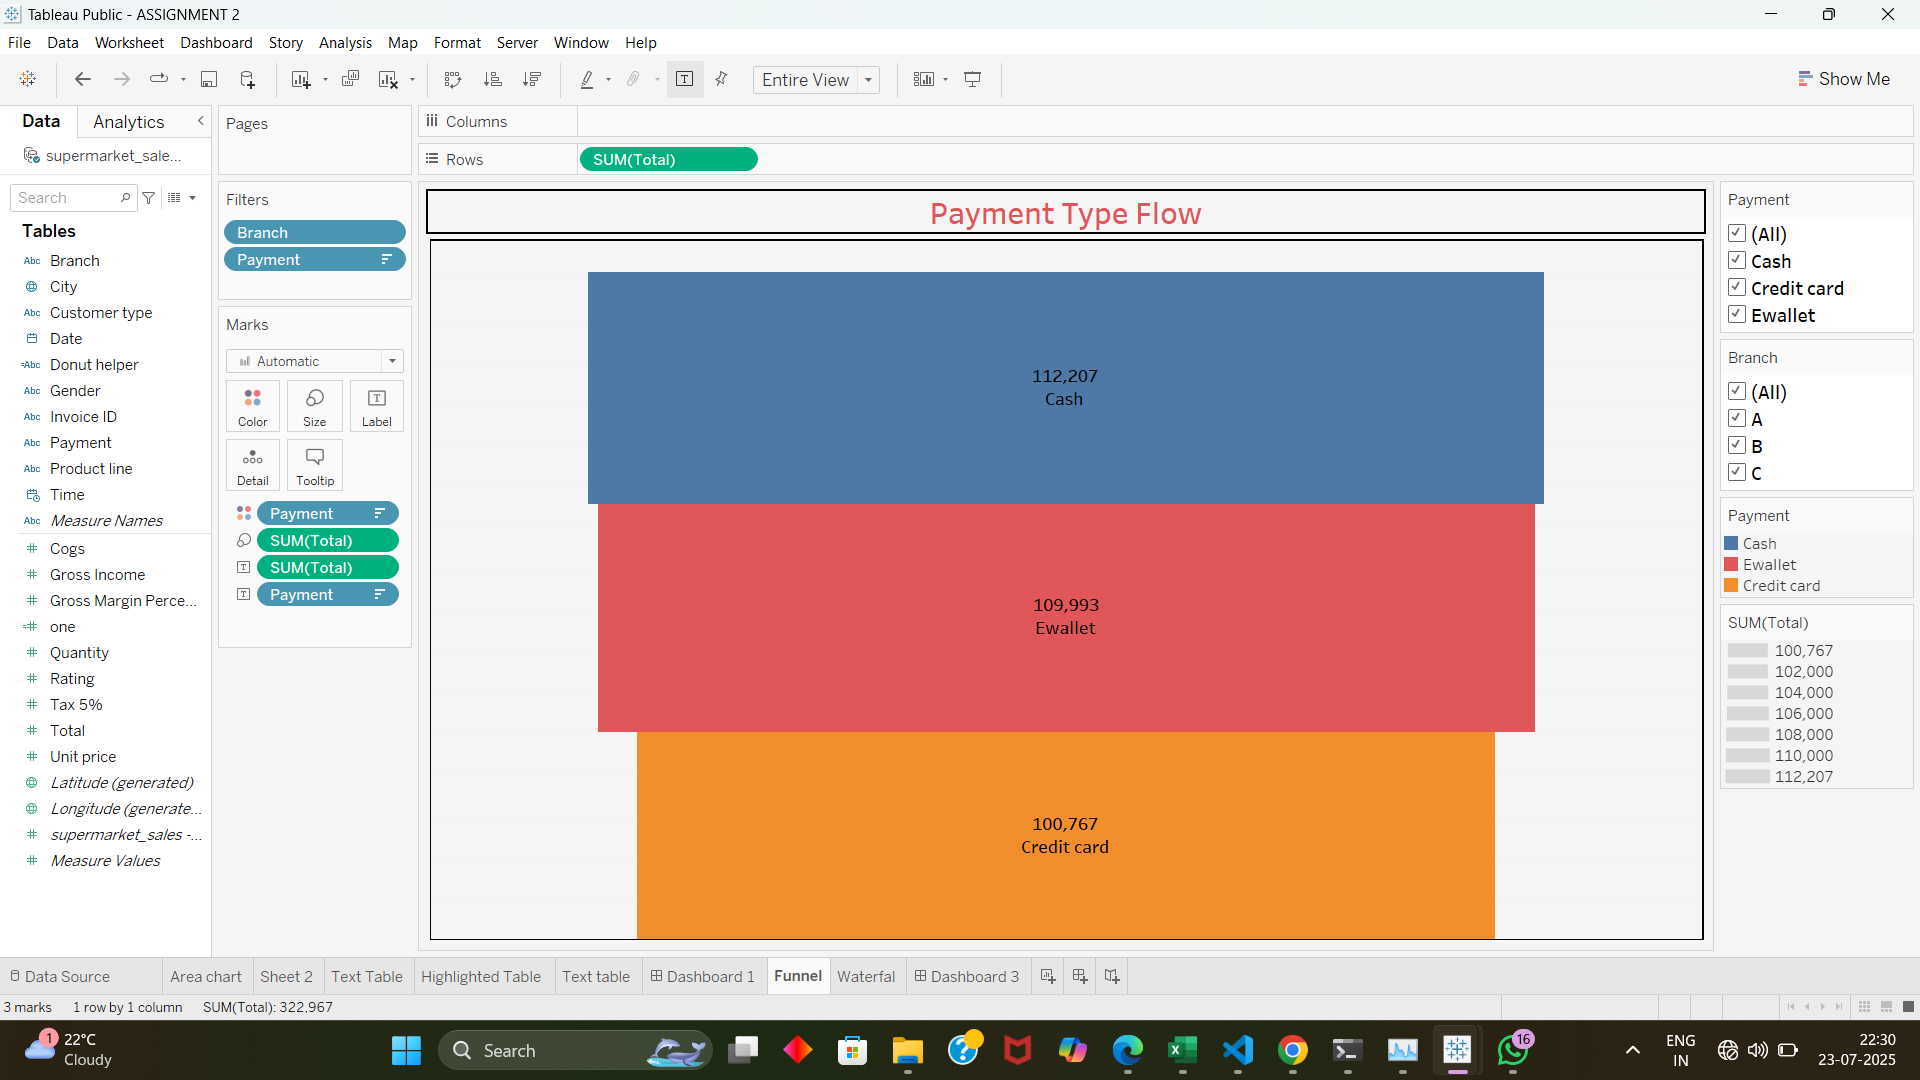 Tableau Public - ASSIGNMENT 2
File Data Worksheet Dashboard Story Analysis Map Format Server Window Help
Entire View
Show Me
Data Analytics
supermarket_sale...
Search
Tables
Abc Branch
City
Abc Customer type
Date
=Abc Donut helper
Abc Gender
Abc Invoice ID
Abc Payment
Abc Product line
Time
Abc Measure Names
# Cogs
# Gross Income
# Gross Margin Perce...
=# one
# Quantity
# Rating
# Tax 5%
# Total
# Unit price
Latitude (generated)
Longitude (generate...
# supermarket_sales -...
# Measure Values
Pages
Filters
Branch
Payment
Marks
Automatic
Color Size Label
Detail Tooltip
Payment
SUM(Total)
SUM(Total)
Payment
Columns
Rows SUM(Total)
Payment Type Flow
112,207
Cash
109,993
Ewallet
100,767
Credit card
Payment
(All)
Cash
Credit card
Ewallet
Branch
(All)
A
B
C
Payment
Cash
Ewallet
Credit card
SUM(Total)
100,767
102,000
104,000
106,000
108,000
110,000
112,207
Data Source Area chart Sheet 2 Text Table Highlighted Table Text table Dashboard 1 Funnel Waterfal Dashboard 3
3 marks 1 row by 1 column SUM(Total): 322,967
1 22°C
Cloudy
Search
16
ENG
IN
22:30
23-07-2025